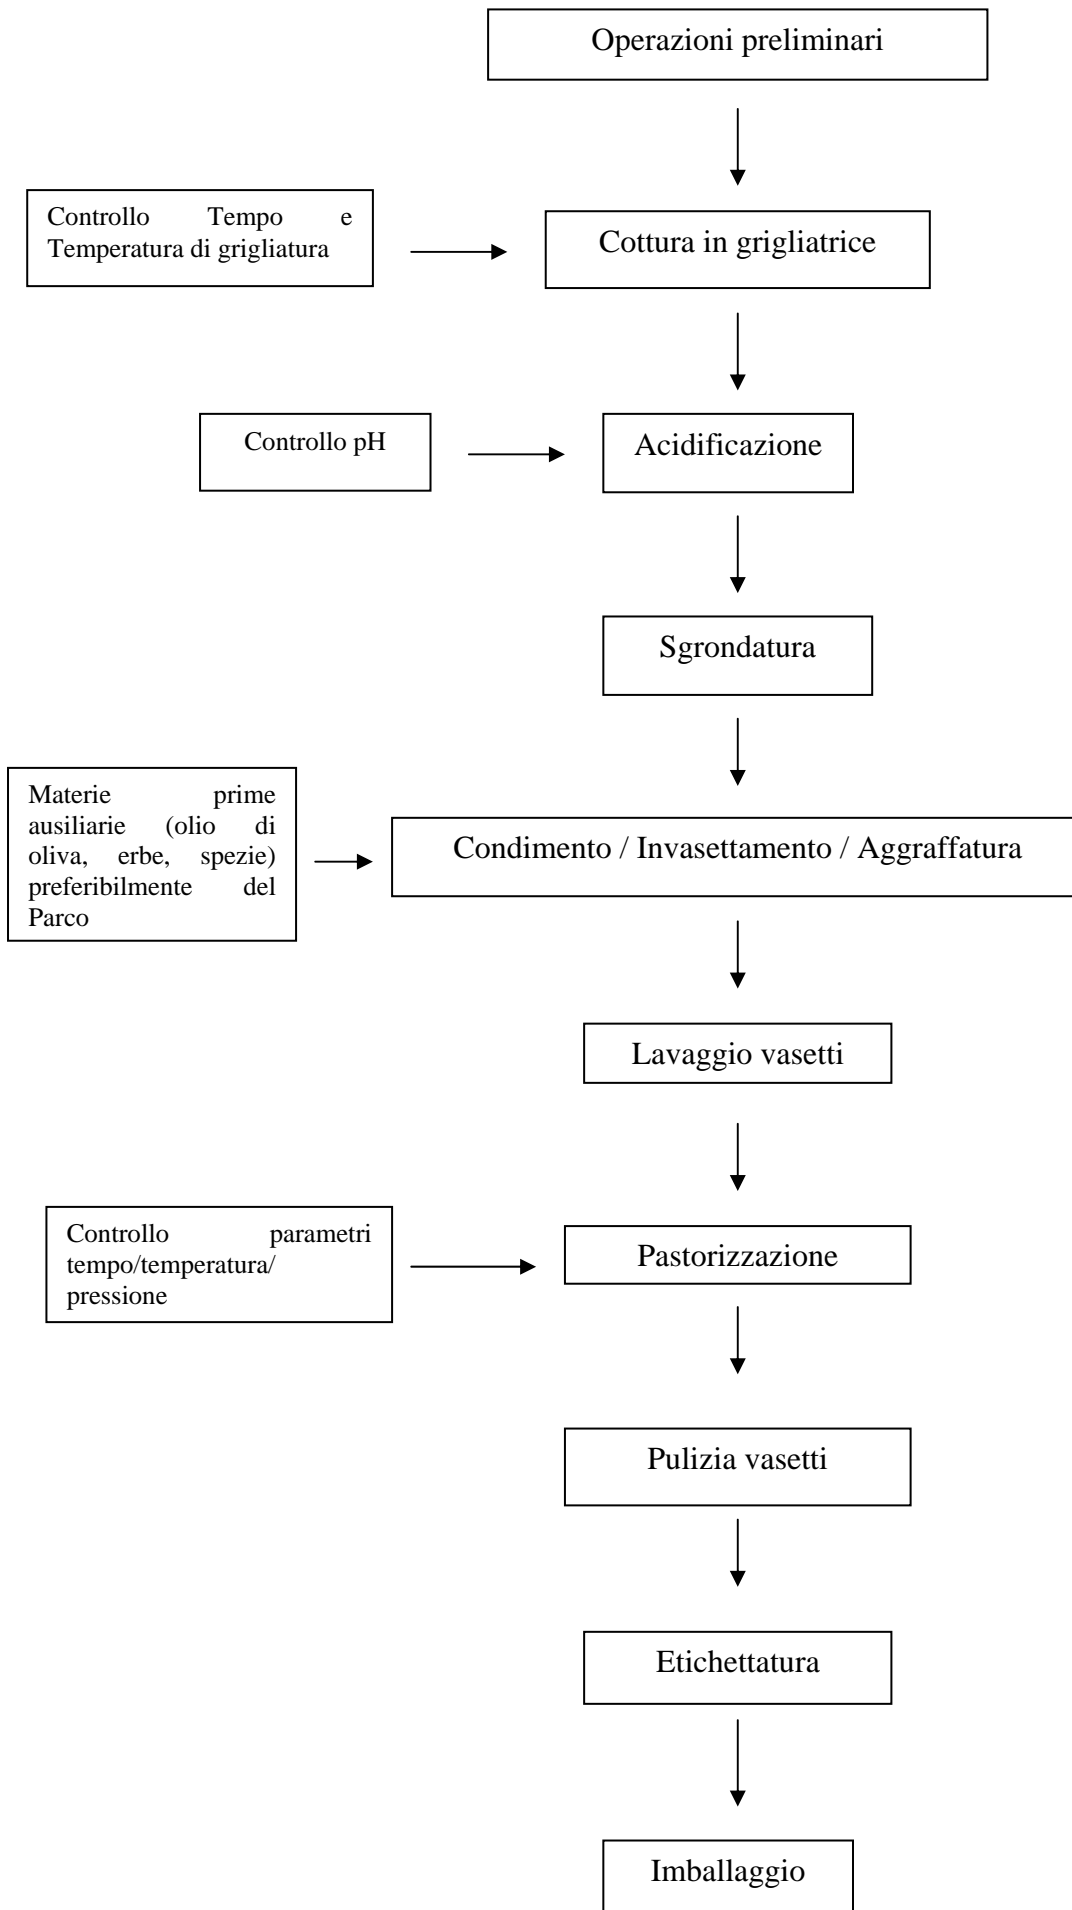 Operazioni preliminari
Controllo Tempo e
Temperatura di grigliatura
Cottura in grigliatrice
Controllo pH
Acidificazione
Sgrondatura
Materie prime
ausiliarie (olio di
oliva, erbe, spezie)
preferibilmente del
Parco
Condimento / Invasettamento / Aggraffatura
Lavaggio vasetti
Controllo parametri
tempo/temperatura/
pressione
Pastorizzazione
Pulizia vasetti
Etichettatura
Imballaggio